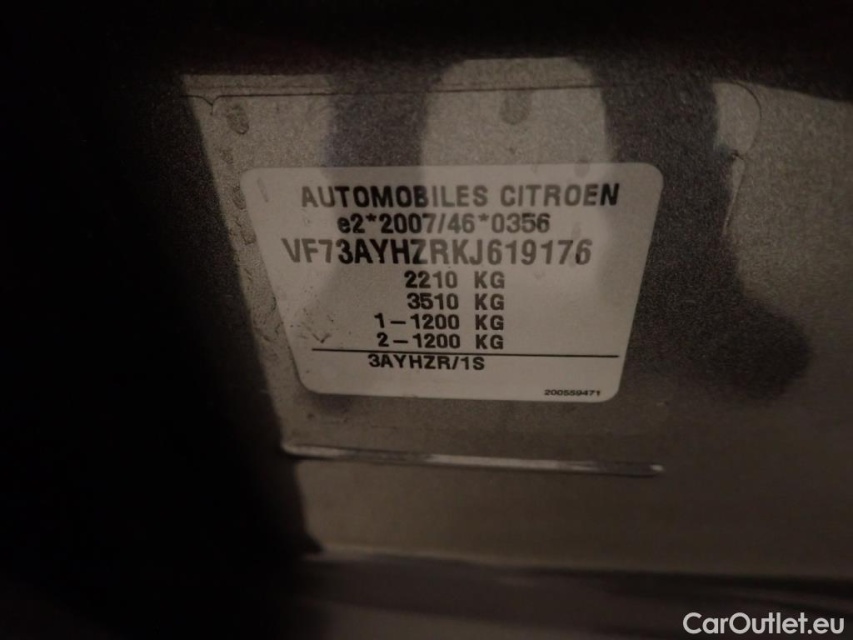 AUTOMOBILES CITROEN
e2*2007/46*0356
VF73AYHZRKJ619176
2210 KG
3510 KG
1-1200 KG
2-1200 KG
3AYHZR/1S
200559471
CarOutlet.eu